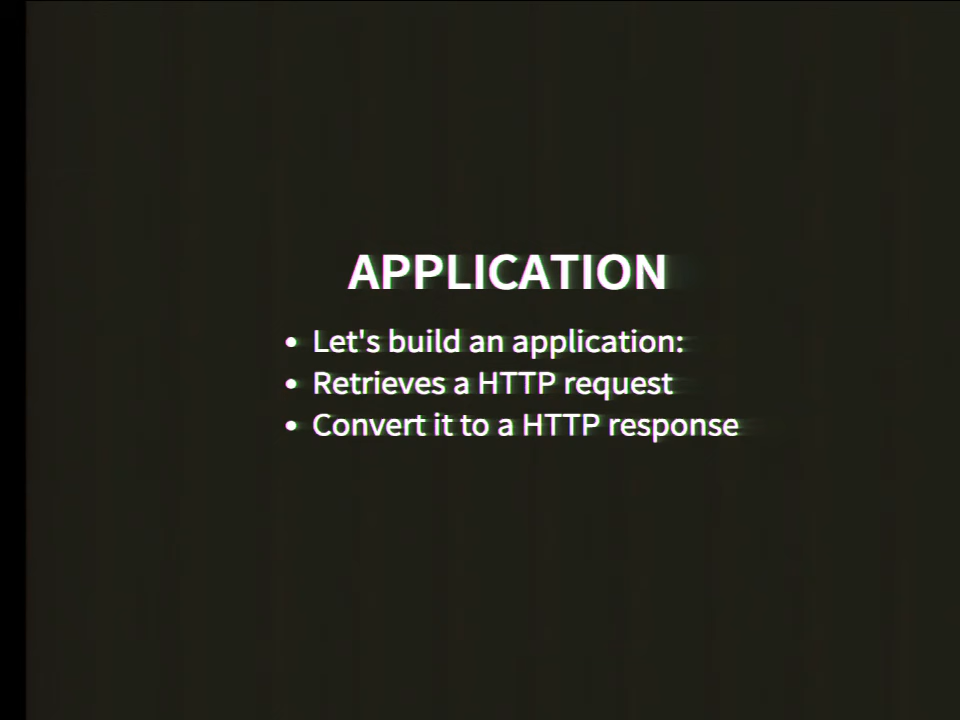 APPLICATION
• Let's build an application:
• Retrieves a HTTP request
• Convert it to a HTTP response